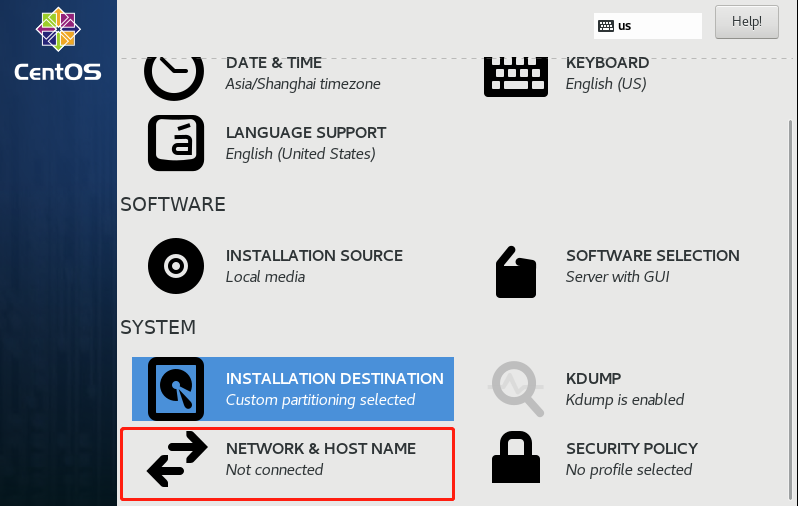 CentOS
us
Help!
DATE & TIME
Asia/Shanghai timezone
KEYBOARD
English (US)
á
LANGUAGE SUPPORT
English (United States)
SOFTWARE
INSTALLATION SOURCE
Local media
SOFTWARE SELECTION
Server with GUI
SYSTEM
INSTALLATION DESTINATION
Custom partitioning selected
KDUMP
Kdump is enabled
NETWORK & HOST NAME
Not connected
SECURITY POLICY
No profile selected